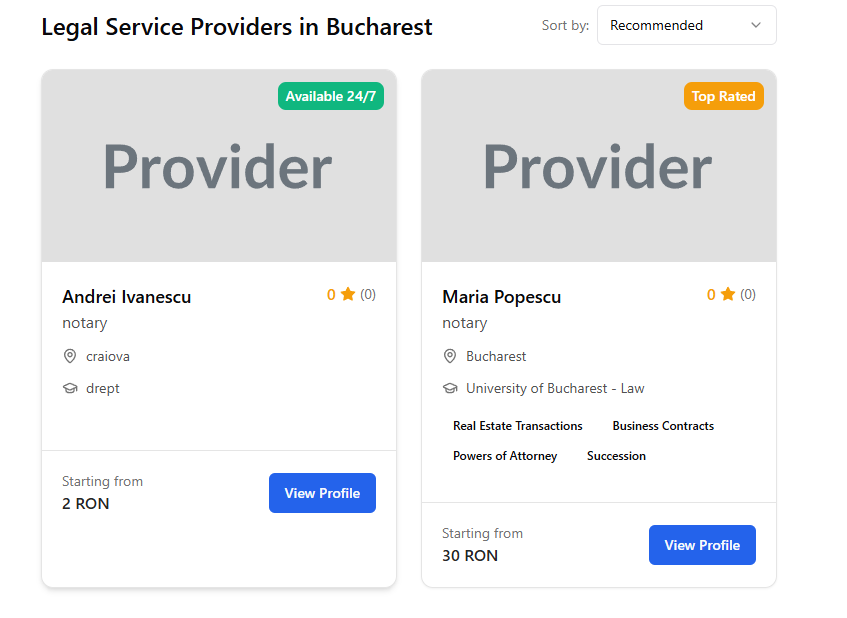 Legal Service Providers in Bucharest
Sort by:
Recommended
Available 24/7
Provider
Andrei Ivanescu
0 (0)
notary
craiova
drept
Starting from
2 RON
View Profile
Top Rated
Provider
Maria Popescu
0 (0)
notary
Bucharest
University of Bucharest - Law
Real Estate Transactions
Business Contracts
Powers of Attorney
Succession
Starting from
30 RON
View Profile